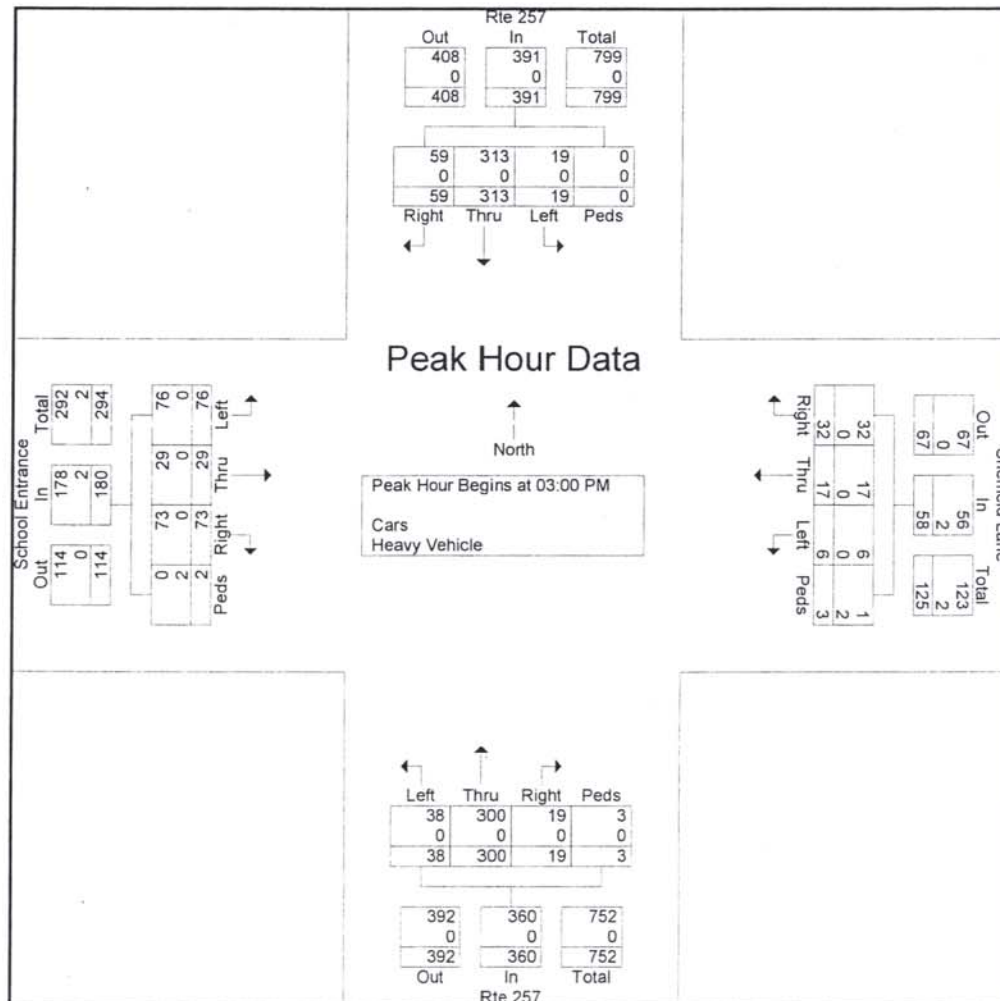 Rte 257
Out In Total
408 391 799
0 0 0
408 391 799
59 313 19 0
0 0 0 0
59 313 19 0
Right Thru Left Peds
Peak Hour Data
North
Peak Hour Begins at 03:00 PM
Cars
Heavy Vehicle
School Entrance
Total In Out
292 178 114
2 2 0
294 180 114
76 29 73 0
0 0 0 2
76 29 73 2
Left Thru Right Peds
Right Thru Left Peds
32 17 6 1
0 0 0 2
32 17 6 3
Out In Total
67 56 123
0 2 2
67 58 125
Lane
Left Thru Right Peds
38 300 19 3
0 0 0 0
38 300 19 3
392 360 752
0 0 0
392 360 752
Out In Total
Rte 257